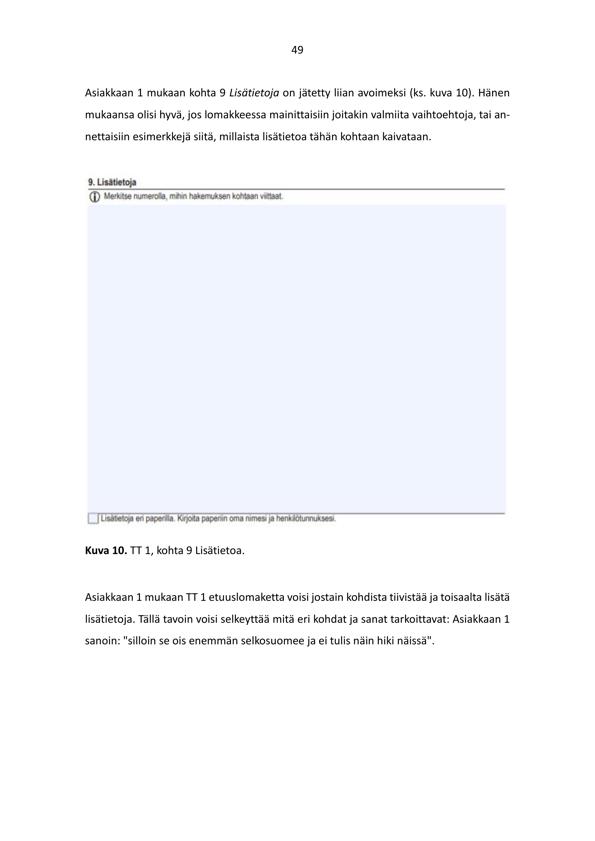 49
Asiakkaan 1 mukaan kohta 9 Lisätietoja on jätetty liian avoimeksi (ks. kuva 10). Hänen
mukaansa olisi hyvä, jos lomakkeessa mainittaisiin joitakin valmiita vaihtoehtoja, tai an-
nettaisiin esimerkkejä siitä, millaista lisätietoa tähän kohtaan kaivataan.
9. Lisätietoja
Merkitse numerolla, mihin hakemuksen kohtaan viittaat.
Lisätietoja eri paperilla. Kirjoita paperiin oma nimesi ja henkilötunnuksesi.
Kuva 10. TT 1, kohta 9 Lisätietoa.
Asiakkaan 1 mukaan TT 1 etuuslomaketta voisi jostain kohdista tiivistää ja toisaalta lisätä
lisätietoja. Tällä tavoin voisi selkeyttää mitä eri kohdat ja sanat tarkoittavat: Asiakkaan 1
sanoin: "silloin se ois enemmän selkosuomee ja ei tulis näin hiki näissä".